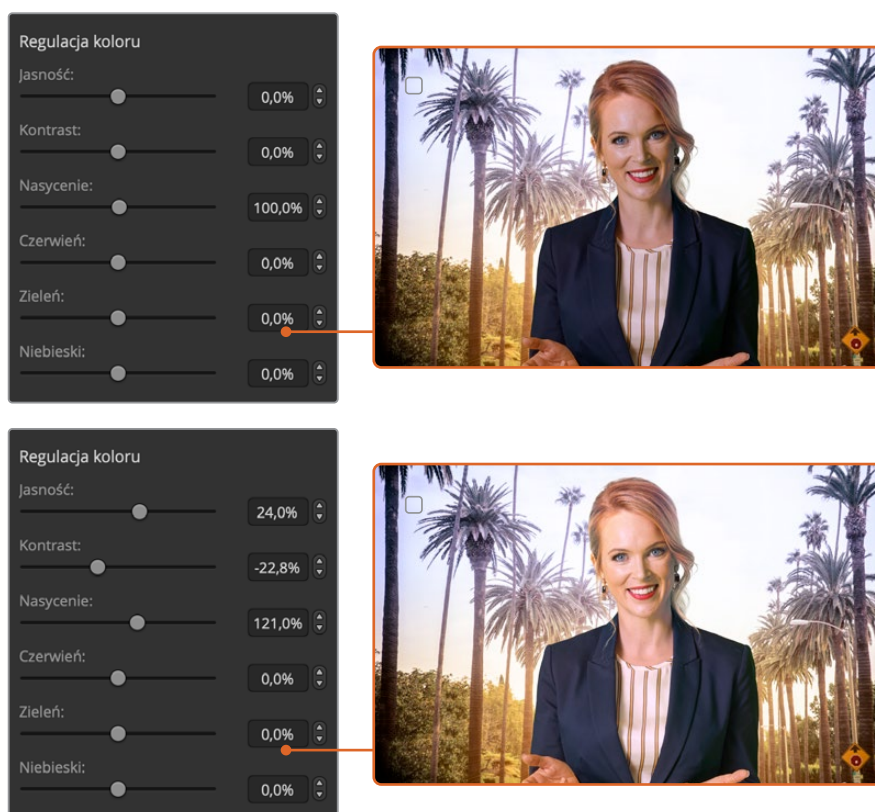 Regulacja koloru
Jasność:
0,0%
Kontrast:
0,0%
Nasycenie:
100,0%
Czerwień:
0,0%
Zieleń:
0,0%
Niebieski:
0,0%
Regulacja koloru
Jasność:
24,0%
Kontrast:
-22,8%
Nasycenie:
121,0%
Czerwień:
0,0%
Zieleń:
0,0%
Niebieski:
0,0%